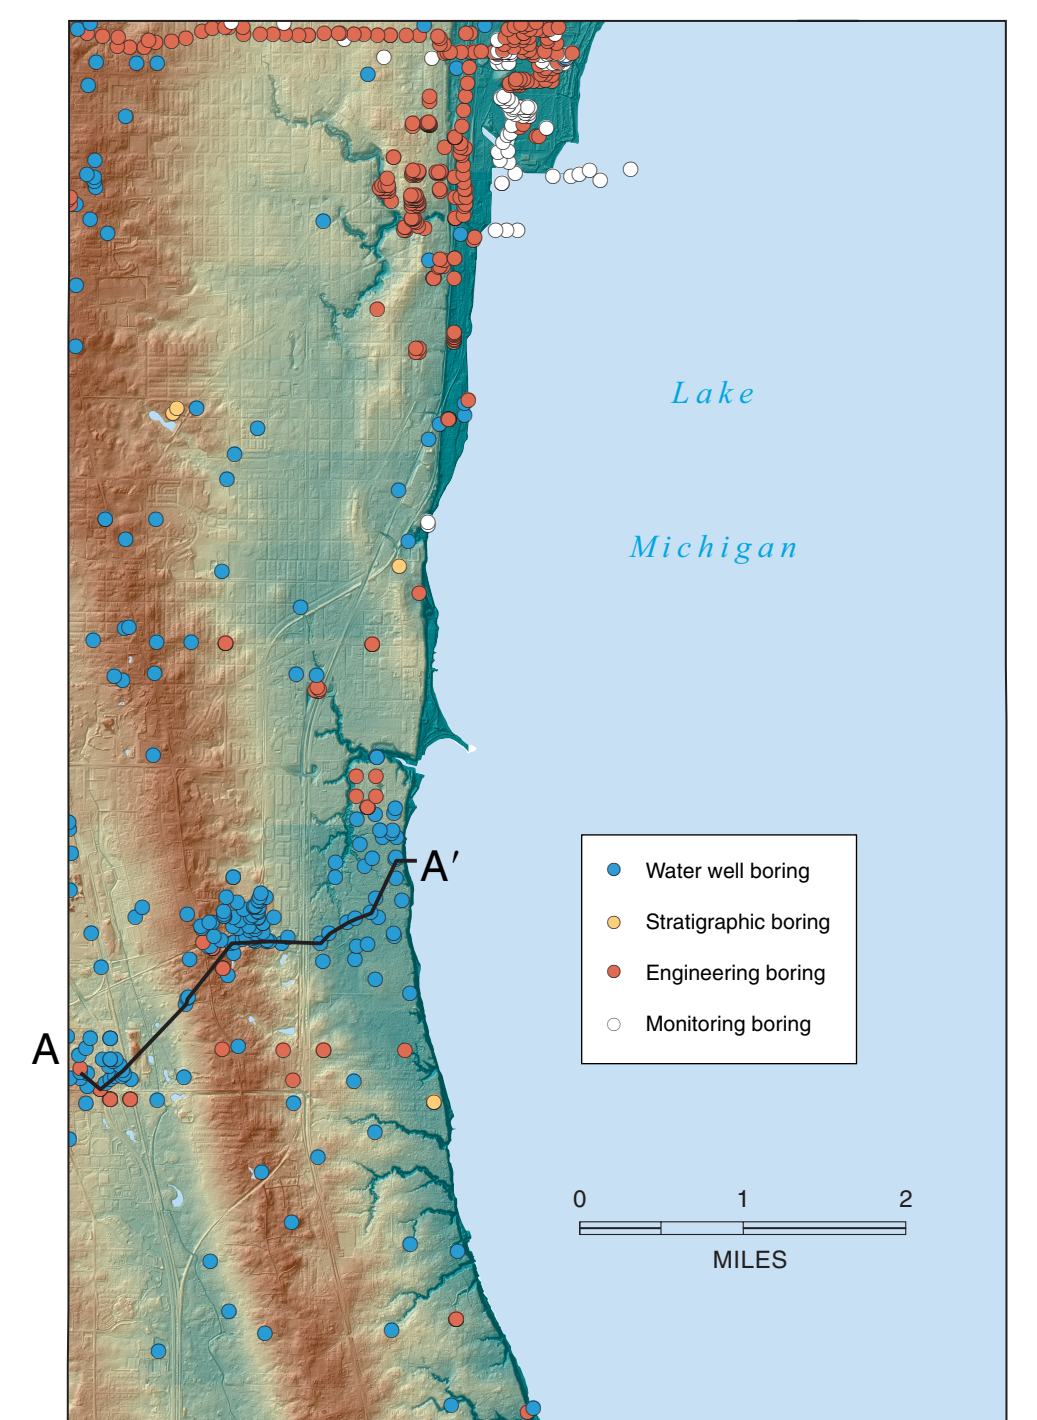 Lake
Michigan
A′
Water well boring
Stratigraphic boring
Engineering boring
Monitoring boring
A
0 1 2
MILES